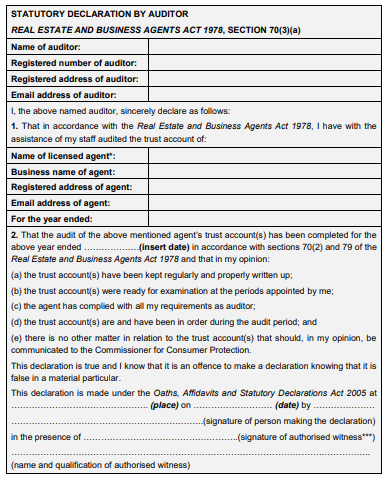 STATUTORY DECLARATION BY AUDITOR
REAL ESTATE AND BUSINESS AGENTS ACT 1978, SECTION 70(3)(a)
Name of auditor:
Registered number of auditor:
Registered address of auditor:
Email address of auditor:
I, the above named auditor, sincerely declare as follows:
1. That in accordance with the Real Estate and Business Agents Act 1978, I have with the
assistance of my staff audited the trust account of:
Name of licensed agent*:
Business name of agent:
Registered address of agent:
Email address of agent:
For the year ended:
2. That the audit of the above mentioned agent's trust account(s) has been completed for the
above year ended ....................(insert date) in accordance with sections 70(2) and 79 of the
Real Estate and Business Agents Act 1978 and that in my opinion:
(a) the trust account(s) have been kept regularly and properly written up;
(b) the trust account(s) were ready for examination at the periods appointed by me;
(c) the agent has complied with all my requirements as auditor;
(d) the trust account(s) are and have been in order during the audit period; and
(e) there is no other matter in relation to the trust account(s) that should, in my opinion, be
communicated to the Commissioner for Consumer Protection.
This declaration is true and I know that it is an offence to make a declaration knowing that it is
false in a material particular.
This declaration is made under the Oaths, Affidavits and Statutory Declarations Act 2005 at
.................................................. (place) on ............................. (date) by ......................
.......................................................................(signature of person making the declaration)
in the presence of ......................................................(signature of authorised witness***)
..............................................................................................................................
(name and qualification of authorised witness)